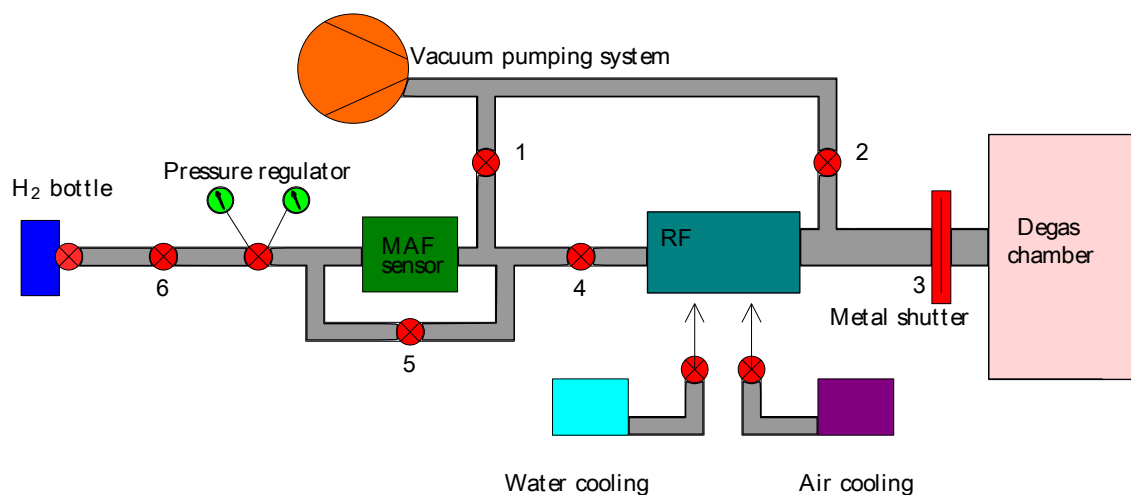 Vacuum pumping system
1
2
Pressure regulator
H₂ bottle
MAF
sensor
RF
Degas
chamber
6
4
3
Metal shutter
5
Water cooling
Air cooling